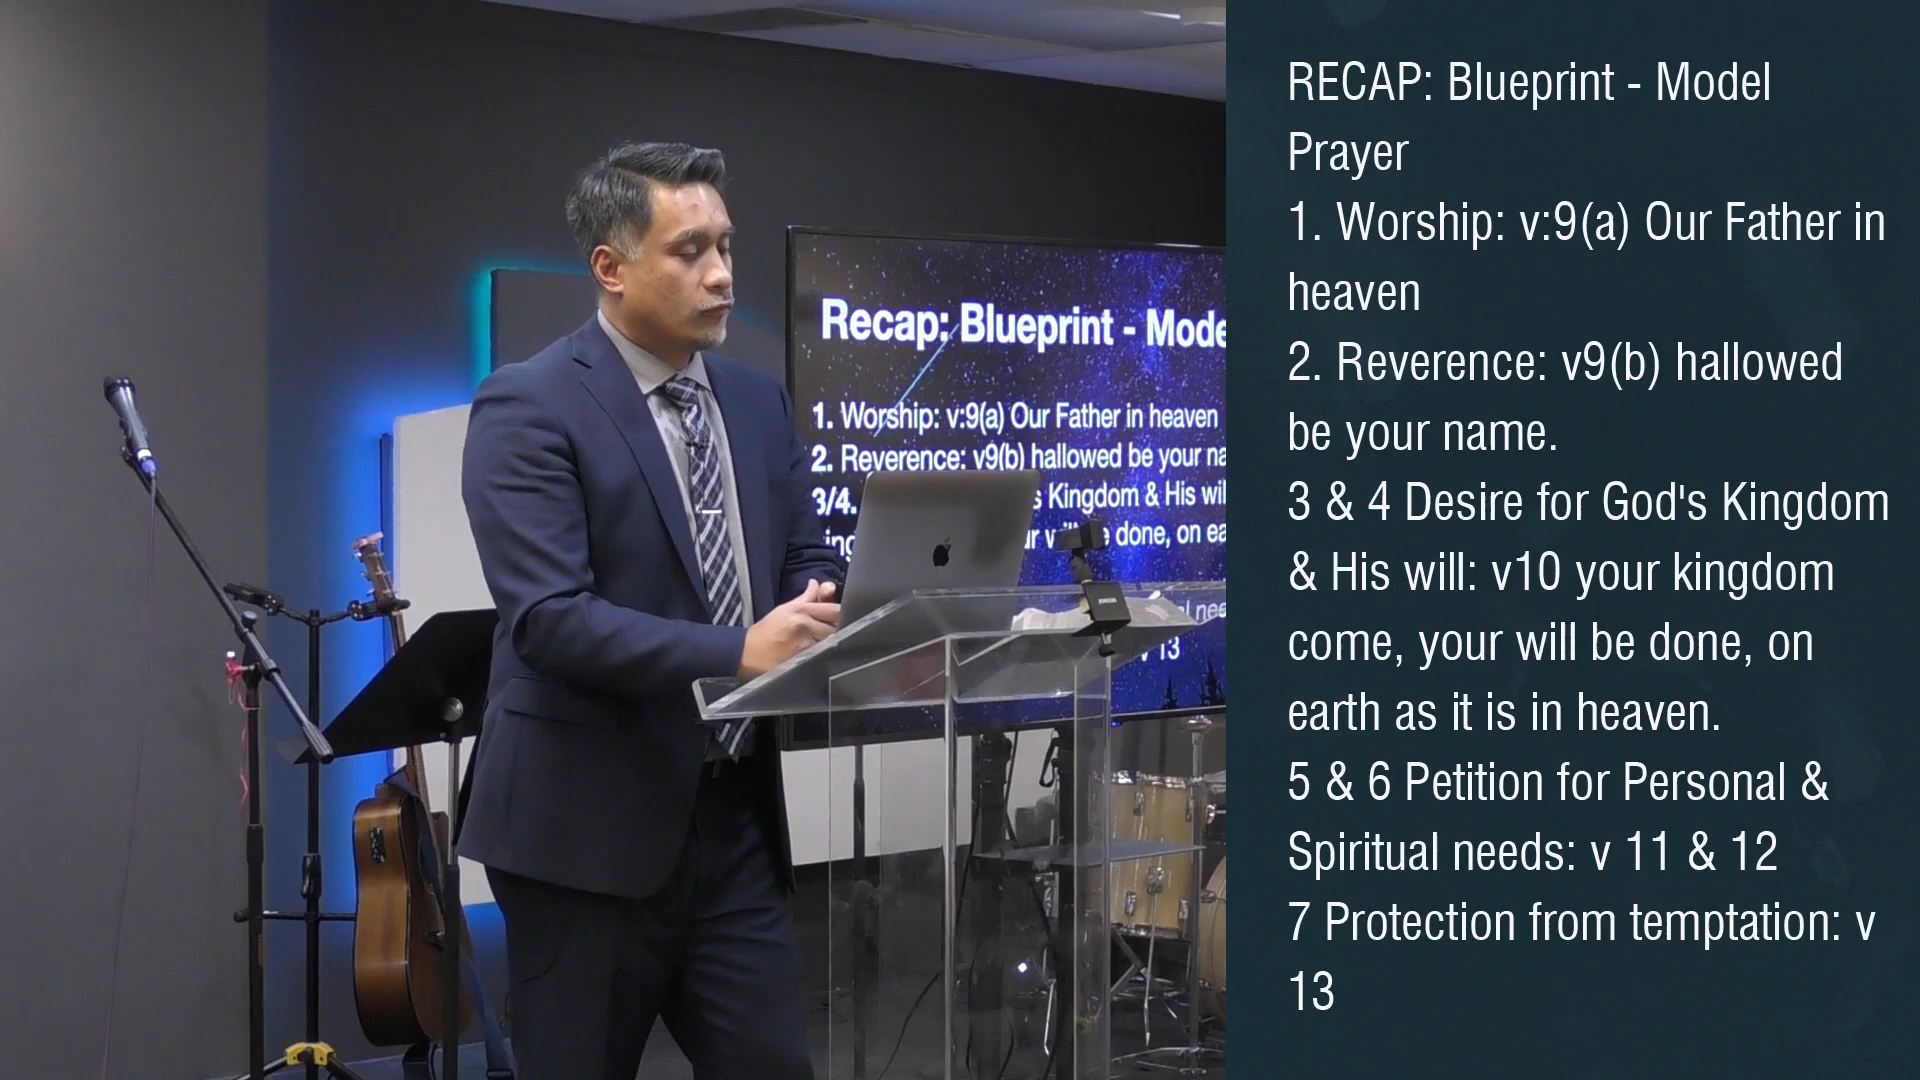 Recap: Blueprint - Mode
1. Worship: v:9(a) Our Father in heaven
2. Reverence: v9(b) hallowed be your na
3/4. s Kingdom & His wil
done, on ea
v 13
RECAP: Blueprint - Model
Prayer
1. Worship: v:9(a) Our Father in
heaven
2. Reverence: v9(b) hallowed
be your name.
3 & 4 Desire for God's Kingdom
& His will: v10 your kingdom
come, your will be done, on
earth as it is in heaven.
5 & 6 Petition for Personal &
Spiritual needs: v 11 & 12
7 Protection from temptation: v
13